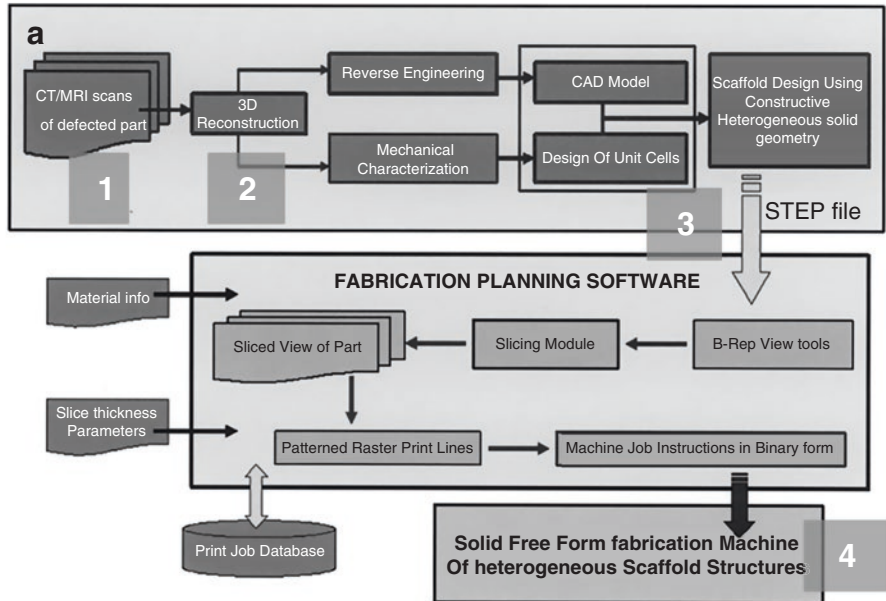 a
CT/MRI scans
of defected part
3D
Reconstruction
Reverse Engineering
Mechanical
Characterization
CAD Model
Design Of Unit Cells
Scaffold Design Using
Constructive
Heterogeneous solid
geometry
1
2
3
STEP file
FABRICATION PLANNING SOFTWARE
Material info
Sliced View of Part
Slicing Module
B-Rep View tools
Slice thickness
Parameters
Patterned Raster Print Lines
Machine Job Instructions in Binary form
Print Job Database
Solid Free Form fabrication Machine
Of heterogeneous Scaffold Structures
4